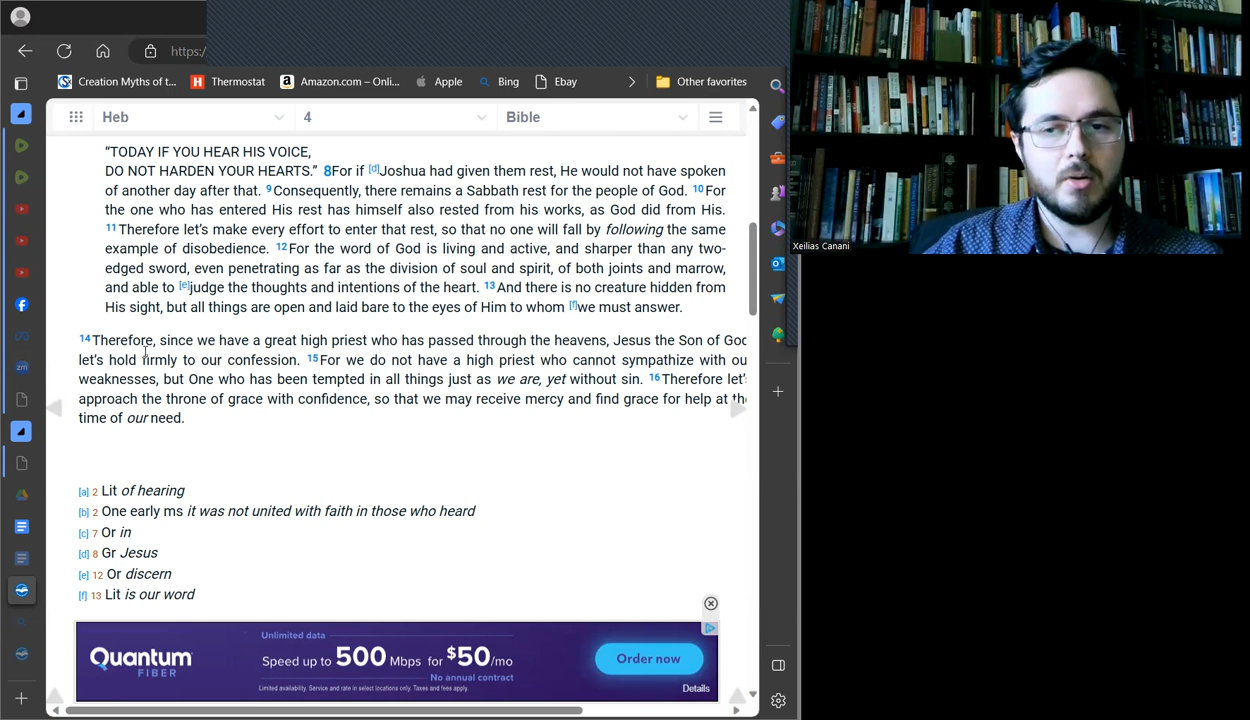 https:/
Creation Myths of t...
Thermostat
Amazon.com – Onli...
Apple
Bing
Ebay
Other favorites
Heb
4
Bible
“TODAY IF YOU HEAR HIS VOICE,
DO NOT HARDEN YOUR HEARTS.” 8For if [d]Joshua had given them rest, He would not have spoken
of another day after that. 9Consequently, there remains a Sabbath rest for the people of God. 10For
the one who has entered His rest has himself also rested from his works, as God did from His.
11Therefore let’s make every effort to enter that rest, so that no one will fall by following the same
example of disobedience. 12For the word of God is living and active, and sharper than any two-
edged sword, even penetrating as far as the division of soul and spirit, of both joints and marrow,
and able to [e]judge the thoughts and intentions of the heart. 13And there is no creature hidden from
His sight, but all things are open and laid bare to the eyes of Him to whom [f]we must answer.
14Therefore, since we have a great high priest who has passed through the heavens, Jesus the Son of God
let’s hold firmly to our confession. 15For we do not have a high priest who cannot sympathize with ou
weaknesses, but One who has been tempted in all things just as we are, yet without sin. 16Therefore let’s
approach the throne of grace with confidence, so that we may receive mercy and find grace for help at the
time of our need.
[a] 2 Lit of hearing
[b] 2 One early ms it was not united with faith in those who heard
[c] 7 Or in
[d] 8 Gr Jesus
[e] 12 Or discern
[f] 13 Lit is our word
Quantum
FIBER
Unlimited data
Speed up to 500 Mbps for $50/mo
No annual contract
Limited availability. Service and rate in select locations only. Taxes and fees apply.
Order now
Details
Xeilias Canani
zm